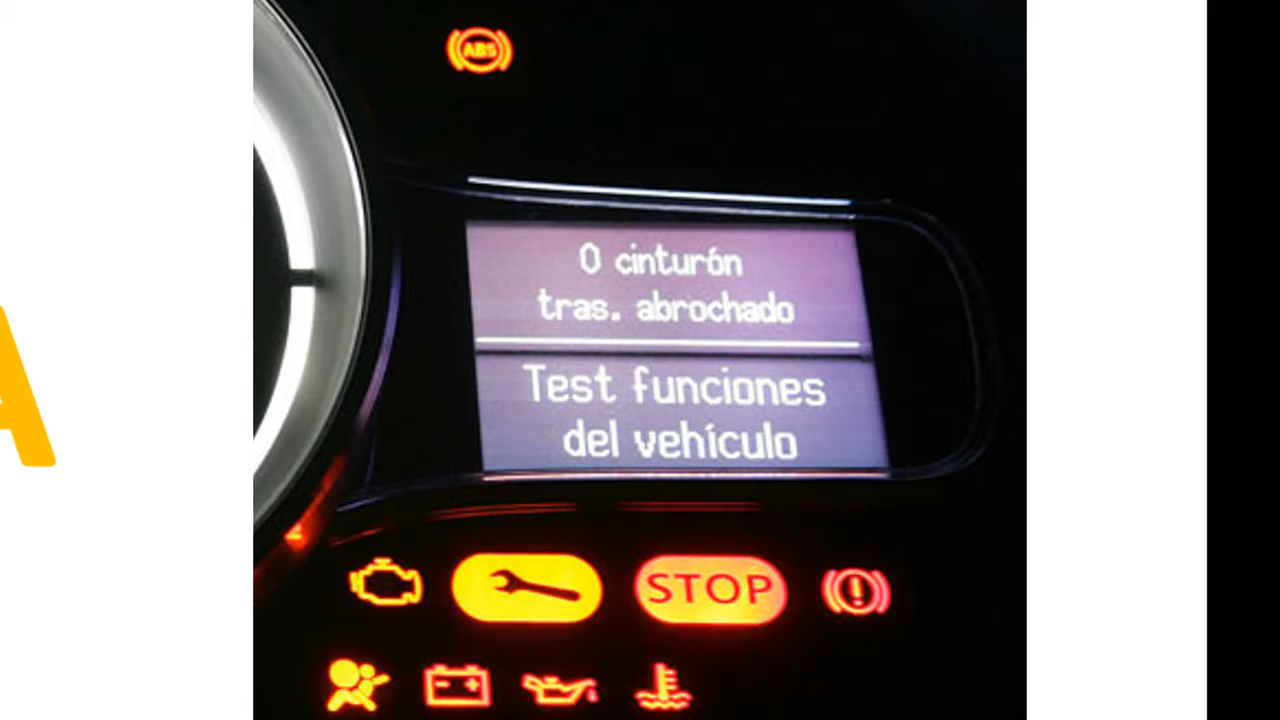 ABS
0 cinturón
tras. abrochado
Test funciones
del vehículo
STOP
A